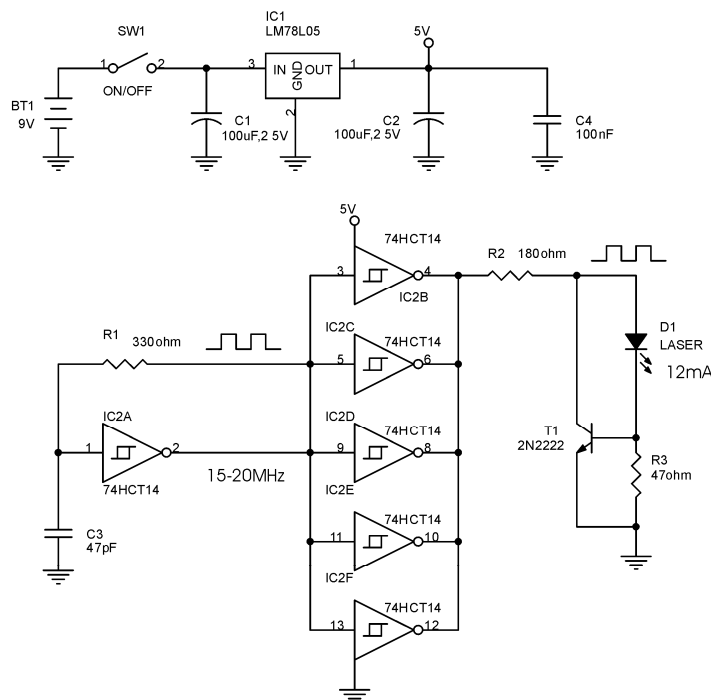 SW1
IC1
LM78L05
5V
1
2
3
IN
OUT
GND
1
2
ON/OFF
BT1
9V
C1
100uF,2 5V
C2
100uF,2 5V
C4
100nF
5V
74HCT14
3
4
IC2B
R2
180ohm
R1
330ohm
IC2C
74HCT14
5
6
D1
LASER
12mA
IC2A
1
2
74HCT14
15-20MHz
IC2D
74HCT14
9
8
IC2E
T1
2N2222
R3
47ohm
C3
47pF
74HCT14
11
10
IC2F
74HCT14
13
12